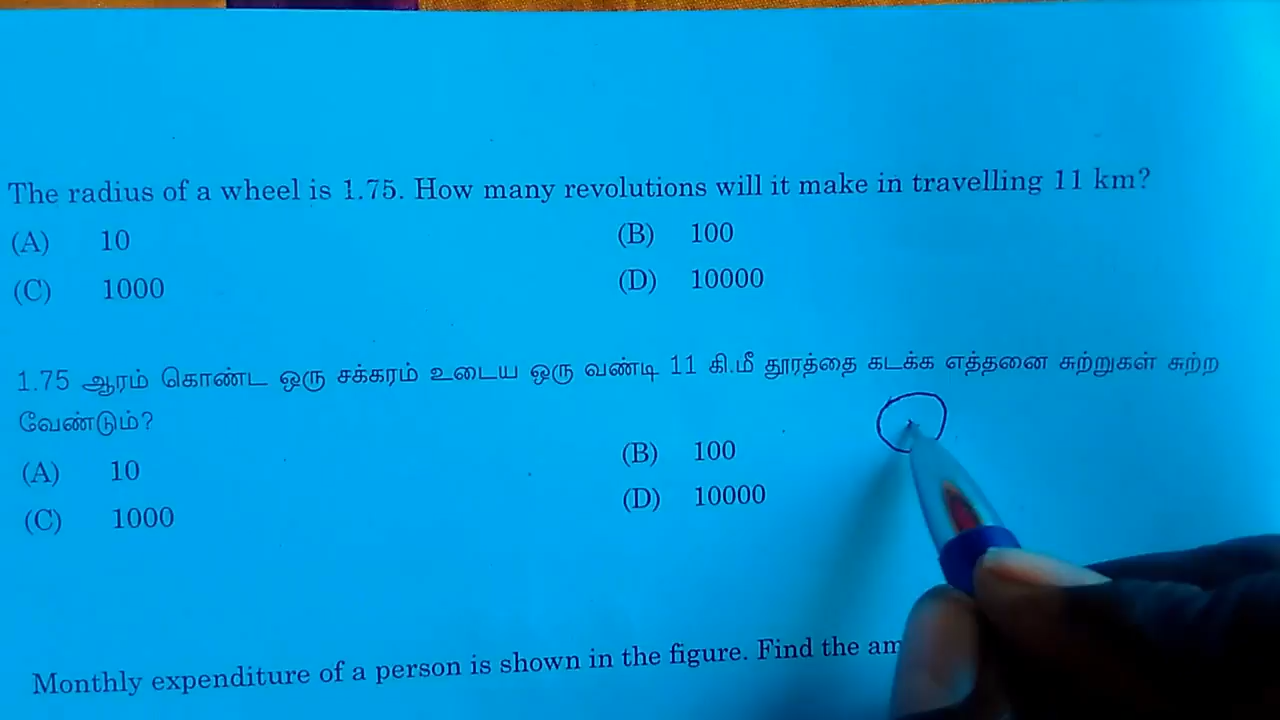 The radius of a wheel is 1.75. How many revolutions will it make in travelling 11 km?
(A) 10 (B) 100
(C) 1000 (D) 10000
1.75 ஆரம் கொண்ட ஒரு சக்கரம் உடைய ஒரு வண்டி 11 கி.மீ தூரத்தை கடக்க எத்தனை சுற்றுகள் சுற்ற
வேண்டும்?
(A) 10 (B) 100
(C) 1000 (D) 10000
Monthly expenditure of a person is shown in the figure. Find the